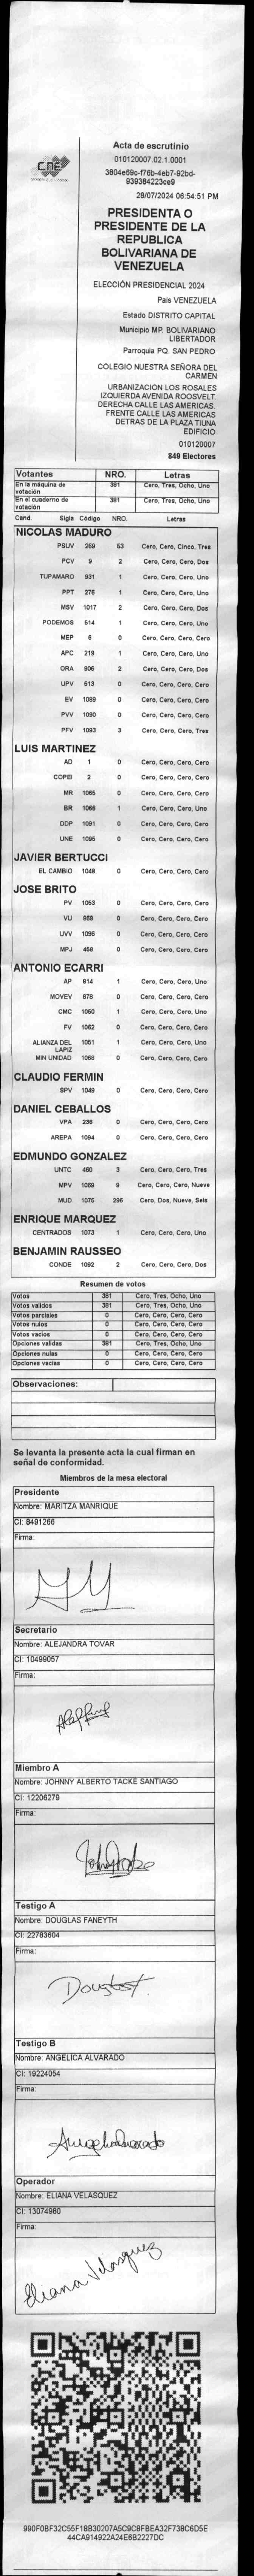 CNE
Acta de escrutinio
010120007.02.1.0001
3804e69c-f76b-4eb7-92bd-
939384223ce9
28/07/2024 06:54:51 PM
PRESIDENTA O
PRESIDENTE DE LA
REPUBLICA
BOLIVARIANA DE
VENEZUELA
ELECCIÓN PRESIDENCIAL 2024
Pais VENEZUELA
Estado DISTRITO CAPITAL
Municipio MP. BOLIVARIANO
LIBERTADOR
Parroquia PQ. SAN PEDRO
COLEGIO NUESTRA SEÑORA DEL
CARMEN
URBANIZACION LOS ROSALES
IZQUIERDA AVENIDA ROOSVELT.
DERECHA CALLE LAS AMERICAS.
FRENTE CALLE LAS AMERICAS
DETRAS DE LA PLAZA TIUNA
EDIFICIO
010120007
849 Electores
Votantes NRO. Letras
En la máquina de votación 381 Cero, Tres, Ocho, Uno
En el cuaderno de votación 381 Cero, Tres, Ocho, Uno
Cand. Sigla Código NRO. Letras
NICOLAS MADURO
PSUV 269 53 Cero, Cero, Cinco, Tres
PCV 9 2 Cero, Cero, Cero, Dos
TUPAMARO 931 1 Cero, Cero, Cero, Uno
PPT 276 1 Cero, Cero, Cero, Uno
MSV 1017 2 Cero, Cero, Cero, Dos
PODEMOS 514 1 Cero, Cero, Cero, Uno
MEP 6 0 Cero, Cero, Cero, Cero
APC 219 1 Cero, Cero, Cero, Uno
ORA 906 2 Cero, Cero, Cero, Dos
UPV 513 0 Cero, Cero, Cero, Cero
EV 1089 0 Cero, Cero, Cero, Cero
PVV 1090 0 Cero, Cero, Cero, Cero
PFV 1093 3 Cero, Cero, Cero, Tres
LUIS MARTINEZ
AD 1 0 Cero, Cero, Cero, Cero
COPEI 2 0 Cero, Cero, Cero, Cero
MR 1065 0 Cero, Cero, Cero, Cero
BR 1066 1 Cero, Cero, Cero, Uno
DDP 1091 0 Cero, Cero, Cero, Cero
UNE 1095 0 Cero, Cero, Cero, Cero
JAVIER BERTUCCI
EL CAMBIO 1048 0 Cero, Cero, Cero, Cero
JOSE BRITO
PV 1053 0 Cero, Cero, Cero, Cero
VU 868 0 Cero, Cero, Cero, Cero
UVV 1096 0 Cero, Cero, Cero, Cero
MPJ 458 0 Cero, Cero, Cero, Cero
ANTONIO ECARRI
AP 914 1 Cero, Cero, Cero, Uno
MOVEV 878 0 Cero, Cero, Cero, Cero
CMC 1050 1 Cero, Cero, Cero, Uno
FV 1052 0 Cero, Cero, Cero, Cero
ALIANZA DEL LAPIZ 1051 1 Cero, Cero, Cero, Uno
MIN UNIDAD 1068 0 Cero, Cero, Cero, Cero
CLAUDIO FERMIN
SPV 1049 0 Cero, Cero, Cero, Cero
DANIEL CEBALLOS
VPA 236 0 Cero, Cero, Cero, Cero
AREPA 1094 0 Cero, Cero, Cero, Cero
EDMUNDO GONZALEZ
UNTC 460 3 Cero, Cero, Cero, Tres
MPV 1069 9 Cero, Cero, Cero, Nueve
MUD 1075 296 Cero, Dos, Nueve, Seis
ENRIQUE MARQUEZ
CENTRADOS 1073 1 Cero, Cero, Cero, Uno
BENJAMIN RAUSSEO
CONDE 1092 2 Cero, Cero, Cero, Dos
Resumen de votos
Votos 381 Cero, Tres, Ocho, Uno
Votos validos 381 Cero, Tres, Ocho, Uno
Votos parciales 0 Cero, Cero, Cero, Cero
Votos nulos 0 Cero, Cero, Cero, Cero
Votos vacios 0 Cero, Cero, Cero, Cero
Opciones validas 381 Cero, Tres, Ocho, Uno
Opciones nulas 0 Cero, Cero, Cero, Cero
Opciones vacias 0 Cero, Cero, Cero, Cero
Observaciones:
Se levanta la presente acta la cual firman en
señal de conformidad.
Miembros de la mesa electoral
Presidente
Nombre: MARITZA MANRIQUE
CI: 8491266
Firma:
Secretario
Nombre: ALEJANDRA TOVAR
CI: 10499057
Firma:
Miembro A
Nombre: JOHNNY ALBERTO TACKE SANTIAGO
CI: 12206279
Firma:
Testigo A
Nombre: DOUGLAS FANEYTH
CI: 22783604
Firma:
Testigo B
Nombre: ANGELICA ALVARADO
CI: 19224054
Firma:
Operador
Nombre: ELIANA VELASQUEZ
CI: 13074980
Firma:
Eliana Velasquez
990F0BF32C55F18B30207A5C9C8FBEA32F738C6D5E
44CA914922A24E6B2227DC